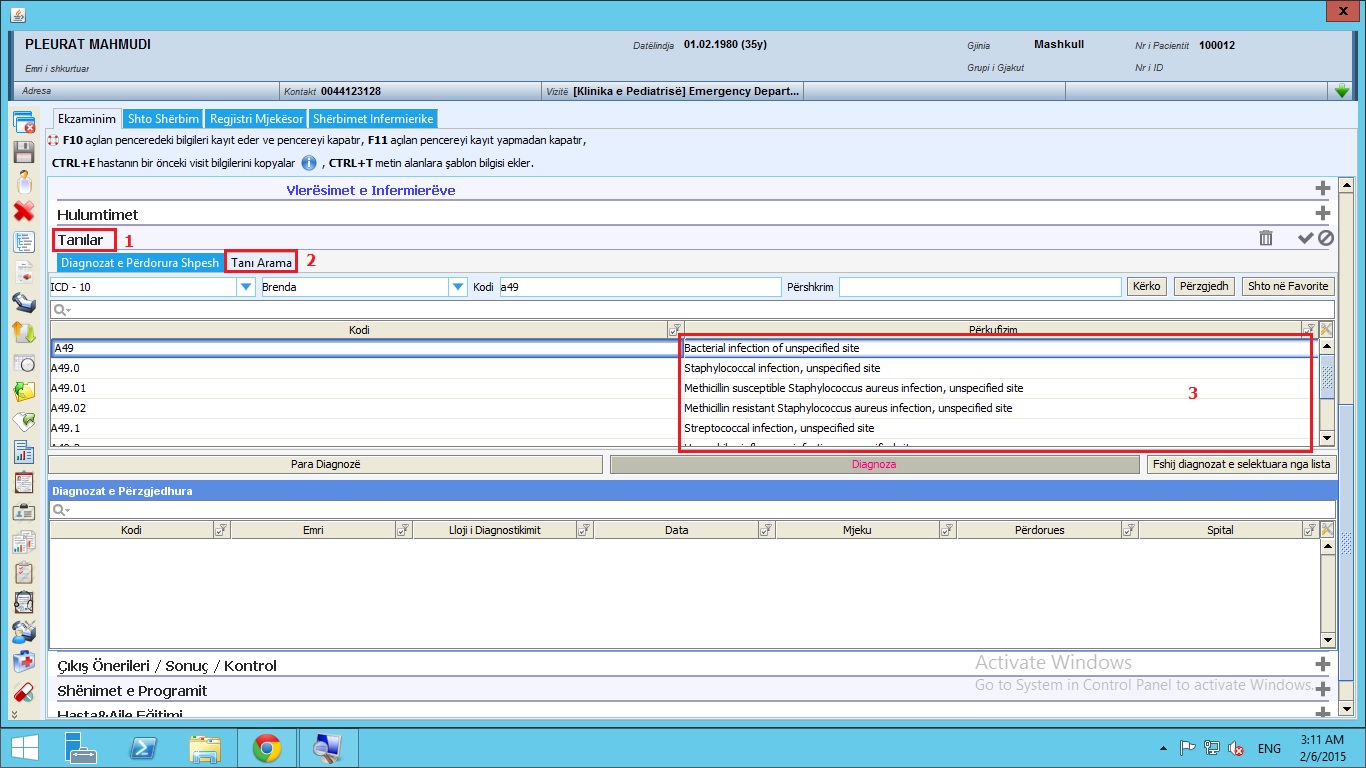 X
PLEURAT MAHMUDI
Datëlindja 01.02.1980 (35y)
Gjinia Mashkull
Nr i Pacientit 100012
Emri i shkurtuar
Grupi i Gjakut
Nr i ID
Adresa
Kontakt 0044123128
Vizitë [Klinika e Pediatrisë] Emergency Depart...
Ekzaminim Shto Shërbim Regjistri Mjekësor Shërbimet Infermierike
F10 açılan penceredeki bilgileri kayıt eder ve pencereyi kapatır, F11 açılan pencereyi kayıt yapmadan kapatır,
CTRL+E hastanın bir önceki visit bilgilerini kopyalar i , CTRL+T metin alanlara şablon bilgisi ekler.
Vlerësimet e Infermierëve
Hulumtimet
Tanılar 1
Diagnozat e Përdorura Shpesh Tanı Arama 2
ICD - 10 Brenda Kodi a49 Përshkrim Kërko Përzgjedh Shto në Favorite
Kodi Përkufizim
A49 Bacterial infection of unspecified site
A49.0 Staphylococcal infection, unspecified site
A49.01 Methicillin susceptible Staphylococcus aureus infection, unspecified site 3
A49.02 Methicillin resistant Staphylococcus aureus infection, unspecified site
A49.1 Streptococcal infection, unspecified site
Para Diagnozë Diagnoza Fshij diagnozat e selektuara nga lista
Diagnozat e Përzgjedhura
Kodi Emri Lloji i Diagnostikimit Data Mjeku Përdorues Spital
Çıkış Önerileri / Sonuç / Kontrol
Shënimet e Programit
Hasta&Aile Eğitimi
Activate Windows
Go to System in Control Panel to activate Windows.
ENG
3:11 AM
2/6/2015